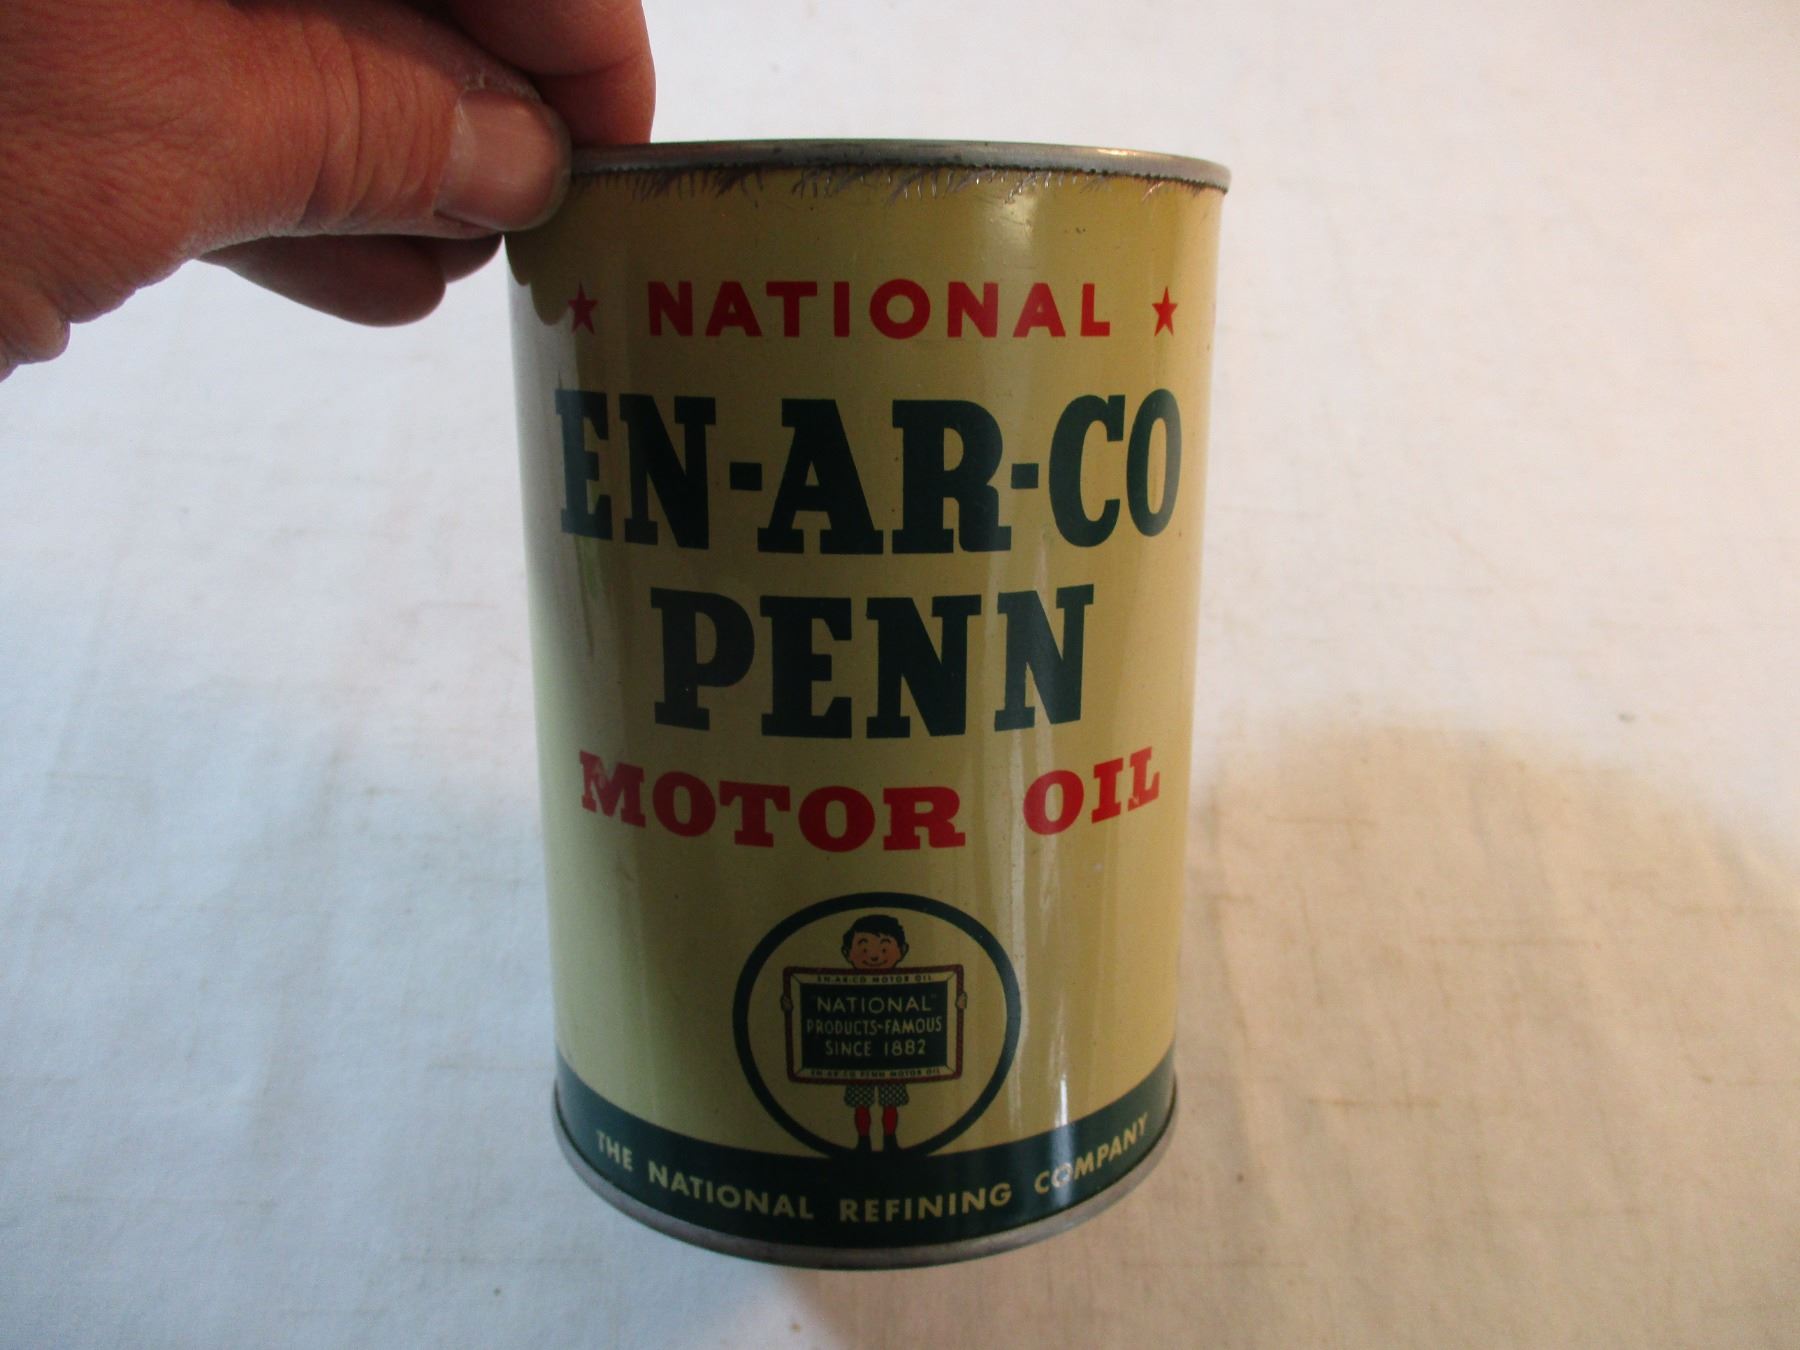 ★ NATIONAL ★
EN-AR-CO
PENN
MOTOR OIL
EN-AR-CO MOTOR OIL
"NATIONAL"
PRODUCTS-FAMOUS
SINCE 1882
EN-AR-CO PENN MOTOR OIL
THE NATIONAL REFINING COMPANY